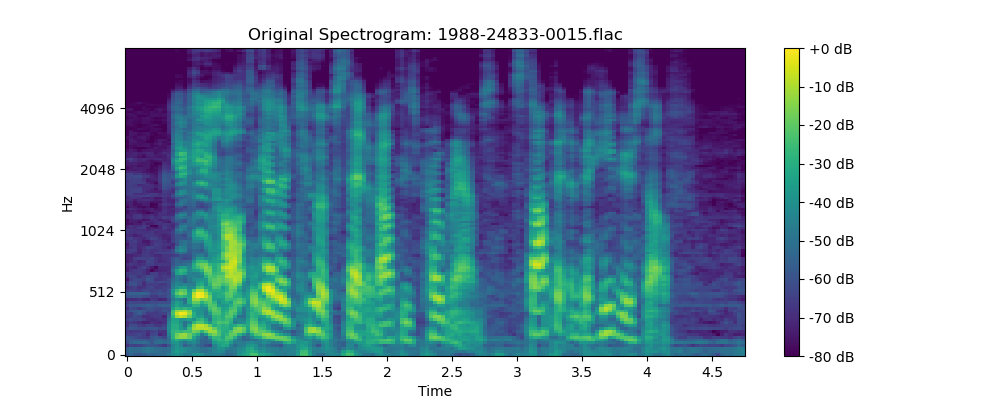 Original Spectrogram: 1988-24833-0015.flac
Hz
4096
2048
1024
512
0
0 0.5 1 1.5 2 2.5 3 3.5 4 4.5
Time
+0 dB
-10 dB
-20 dB
-30 dB
-40 dB
-50 dB
-60 dB
-70 dB
-80 dB